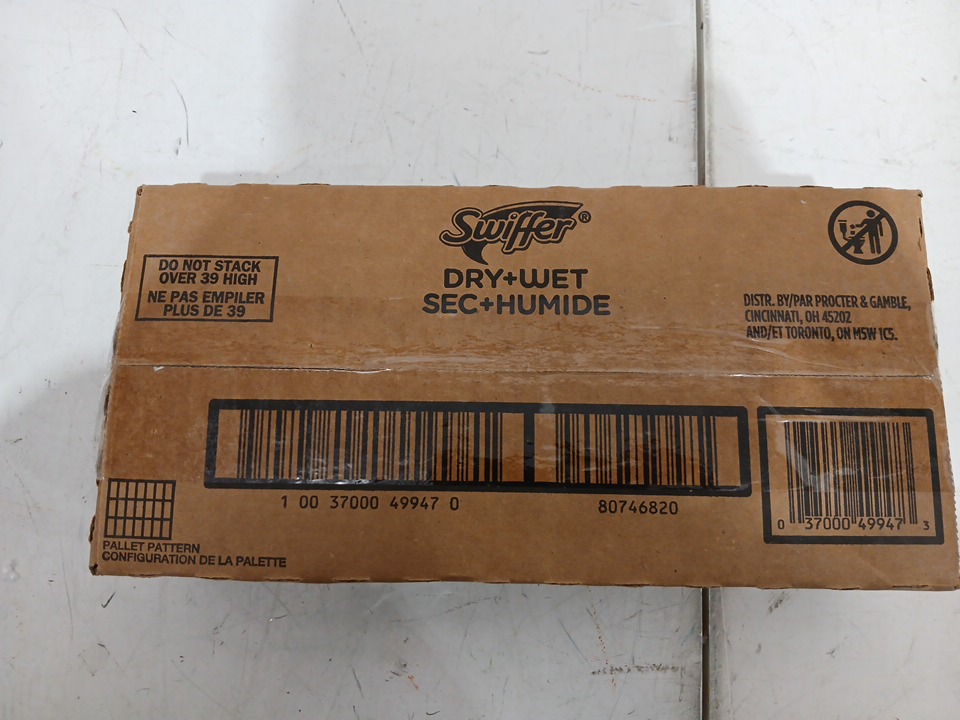 Swiffer®
DRY+WET
SEC+HUMIDE
DO NOT STACK
OVER 39 HIGH
NE PAS EMPILER
PLUS DE 39
DISTR. BY/PAR PROCTER & GAMBLE,
CINCINNATI, OH 45202
AND/ET TORONTO, ON M5W 1C5.
1 00 37000 49947 0
80746820
0 37000 49947 3
PALLET PATTERN
CONFIGURATION DE LA PALETTE